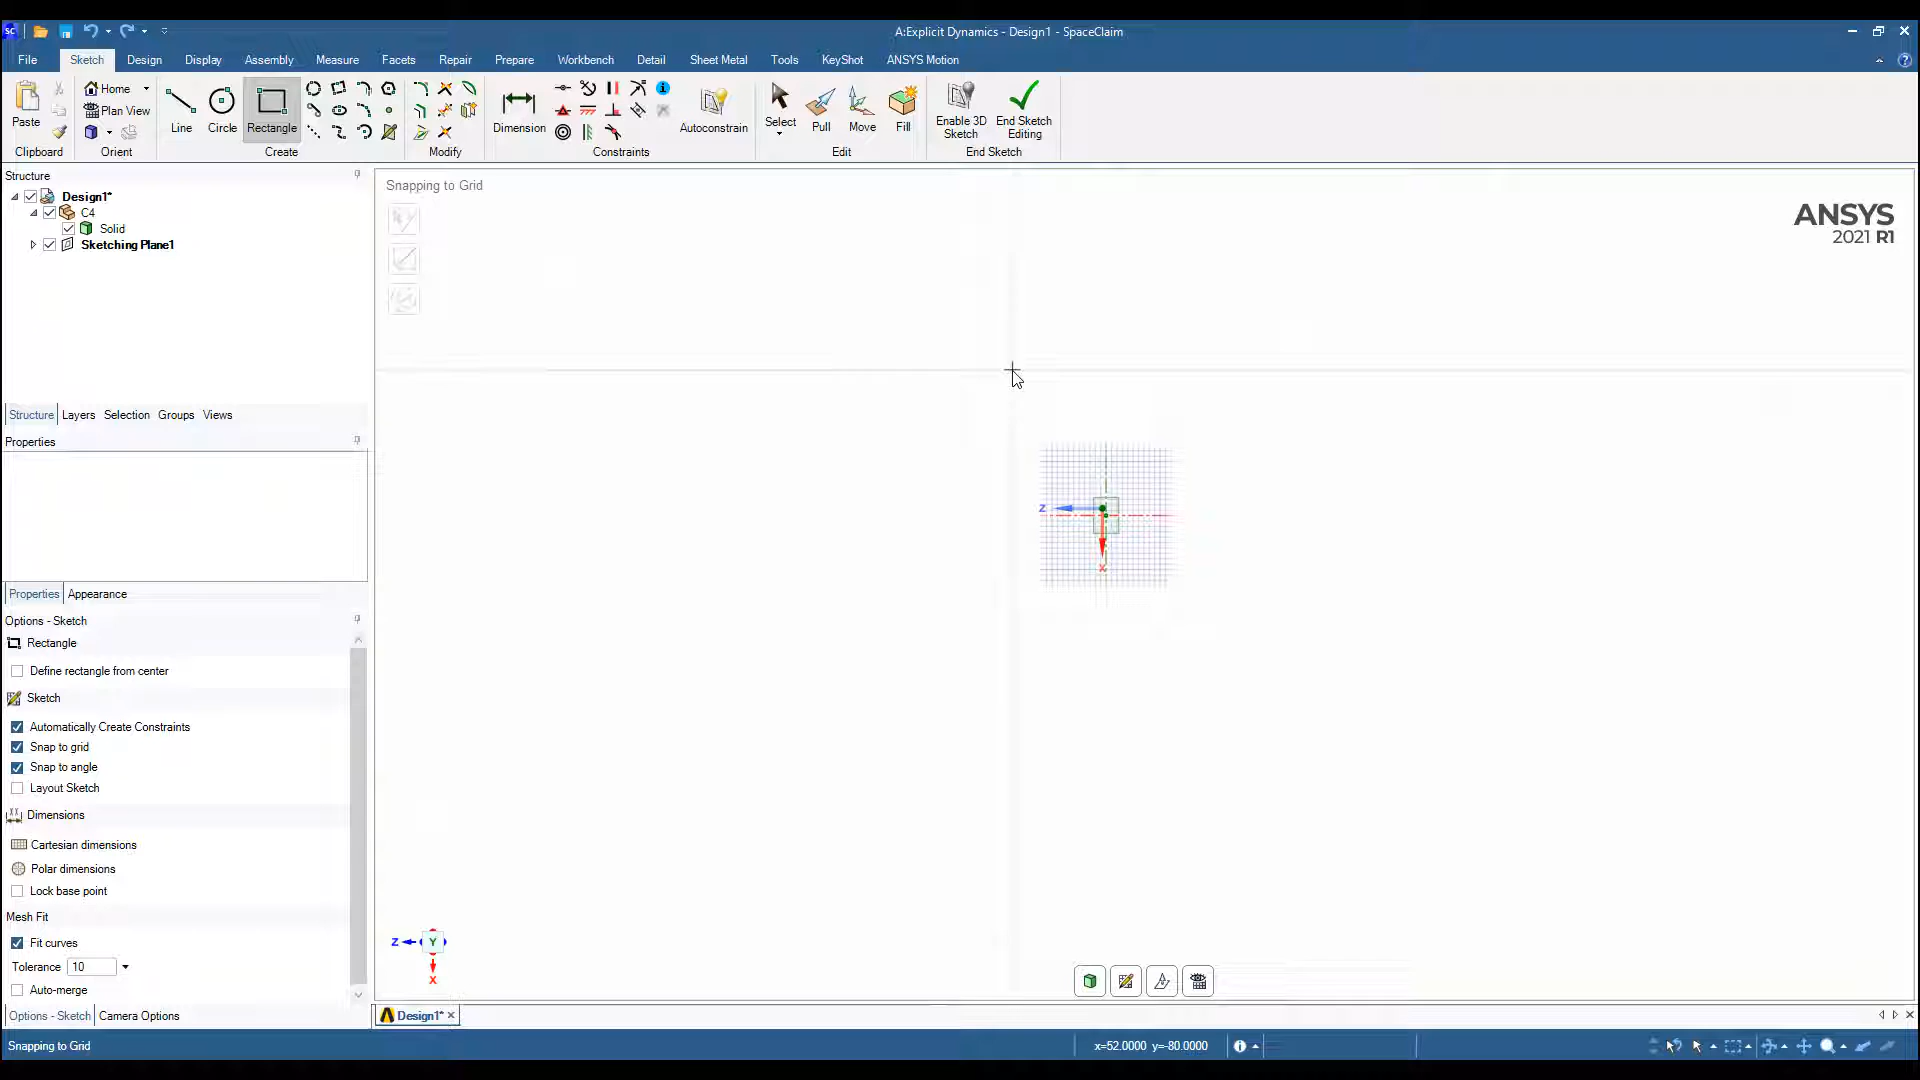 SC
A:Explicit Dynamics - Design1 - SpaceClaim
File Sketch Design Display Assembly Measure Facets Repair Prepare Workbench Detail Sheet Metal Tools KeyShot ANSYS Motion
Paste
Clipboard
Home
Plan View
Orient
Line
Circle
Rectangle
Create
Modify
Dimension
Autoconstrain
Constraints
Select
Pull
Move
Fill
Edit
Enable 3D
Sketch
End Sketch
Editing
End Sketch
Structure
Design1*
C4
Solid
Sketching Plane1
Structure Layers Selection Groups Views
Properties
Properties Appearance
Options - Sketch
Rectangle
Define rectangle from center
Sketch
Automatically Create Constraints
Snap to grid
Snap to angle
Layout Sketch
Dimensions
Cartesian dimensions
Polar dimensions
Lock base point
Mesh Fit
Fit curves
Tolerance 10
Auto-merge
Options - Sketch Camera Options
Snapping to Grid
ANSYS
2021 R1
Z
X
Z Y
X
Design1*
Snapping to Grid
x=52.0000 y=-80.0000